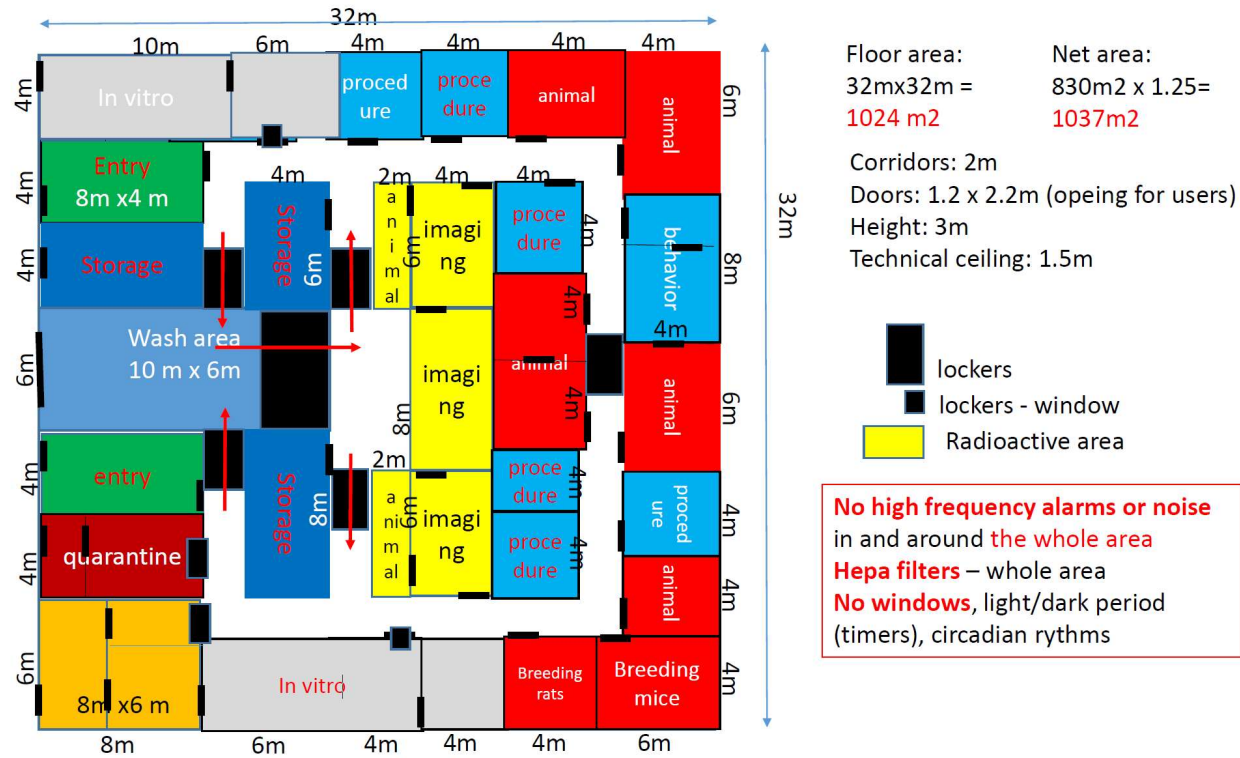 32m
10m
6m
4m
4m
4m
4m
4m
In vitro
proced
ure
proce
dure
animal
animal
6m
Entry
8m x4 m
4m
4m
2m
4m
4m
Storage
6m
a
n
i
m
a
l
6m
imagi
ng
proce
dure
4m
behavior
8m
32m
4m
Storage
4m
4m
6m
Wash area
10 m x 6m
imagi
ng
8m
animal
4m
animal
6m
4m
entry
Storage
8m
2m
a
ni
m
al
6m
imagi
ng
proce
dure
4m
proce
dure
4m
proced
ure
4m
4m
quarantine
animal
4m
6m
8m x6 m
In vitro
Breeding
rats
Breeding
mice
4m
8m
6m
4m
4m
4m
6m
Floor area:
32mx32m =
1024 m2
Net area:
830m2 x 1.25=
1037m2
Corridors: 2m
Doors: 1.2 x 2.2m (opeing for users)
Height: 3m
Technical ceiling: 1.5m
lockers
lockers - window
Radioactive area
No high frequency alarms or noise
in and around the whole area
Hepa filters – whole area
No windows, light/dark period
(timers), circadian rythms